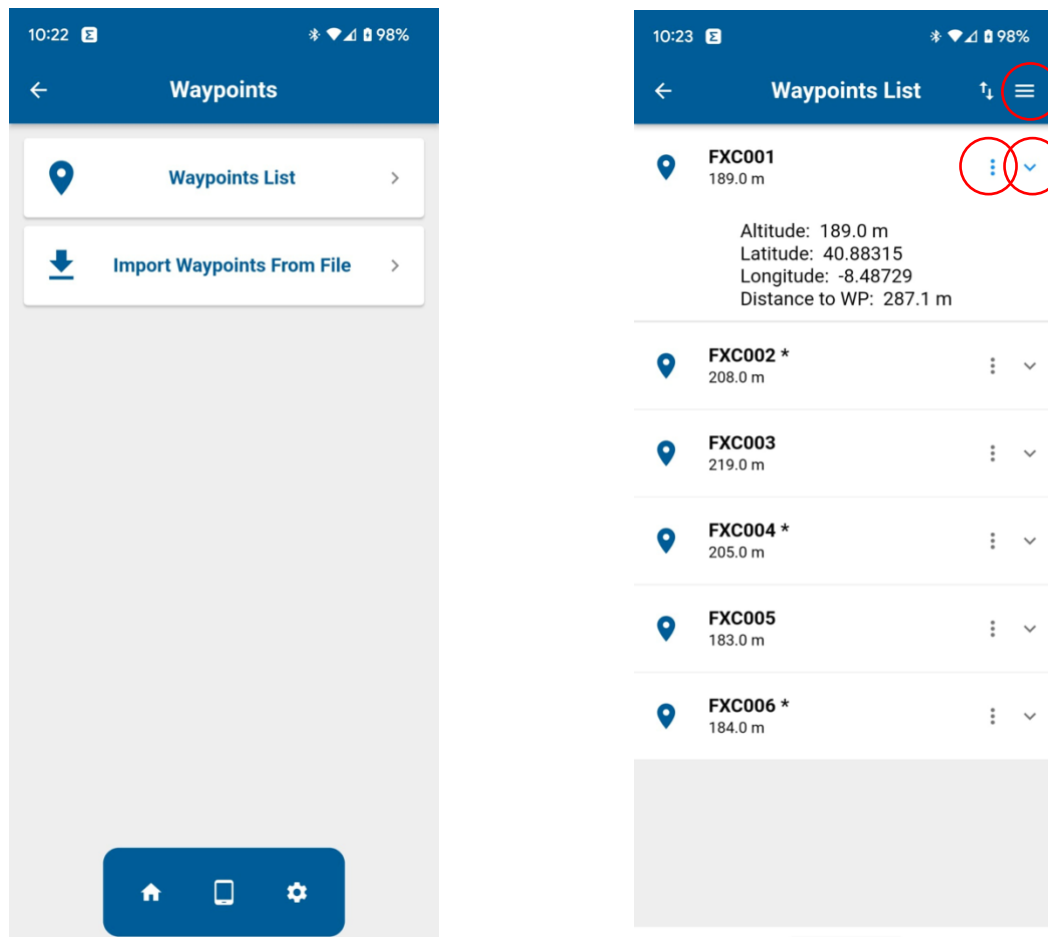 10:22
98%
Waypoints
Waypoints List
Import Waypoints From File
10:23
98%
Waypoints List
FXC001
189.0 m
Altitude: 189.0 m
Latitude: 40.88315
Longitude: -8.48729
Distance to WP: 287.1 m
FXC002 *
208.0 m
FXC003
219.0 m
FXC004 *
205.0 m
FXC005
183.0 m
FXC006 *
184.0 m